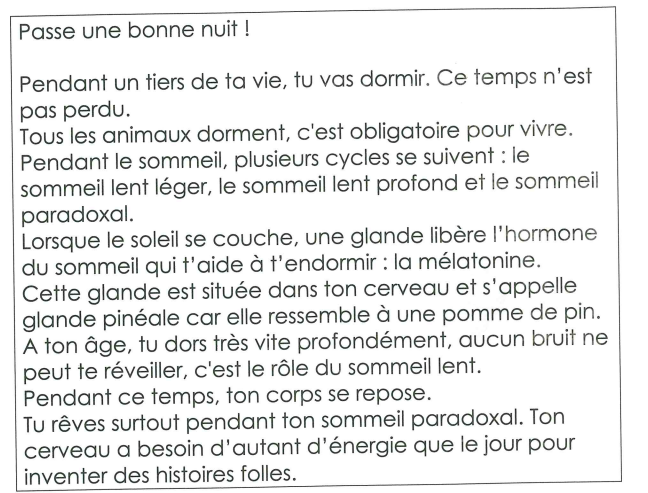 Passe une bonne nuit !
Pendant un tiers de ta vie, tu vas dormir. Ce temps n'est
pas perdu.
Tous les animaux dorment, c'est obligatoire pour vivre.
Pendant le sommeil, plusieurs cycles se suivent : le
sommeil lent léger, le sommeil lent profond et le sommeil
paradoxal.
Lorsque le soleil se couche, une glande libère l'hormone
du sommeil qui t'aide à t'endormir : la mélatonine.
Cette glande est située dans ton cerveau et s'appelle
glande pinéale car elle ressemble à une pomme de pin.
A ton âge, tu dors très vite profondément, aucun bruit ne
peut te réveiller, c'est le rôle du sommeil lent.
Pendant ce temps, ton corps se repose.
Tu rêves surtout pendant ton sommeil paradoxal. Ton
cerveau a besoin d'autant d'énergie que le jour pour
inventer des histoires folles.